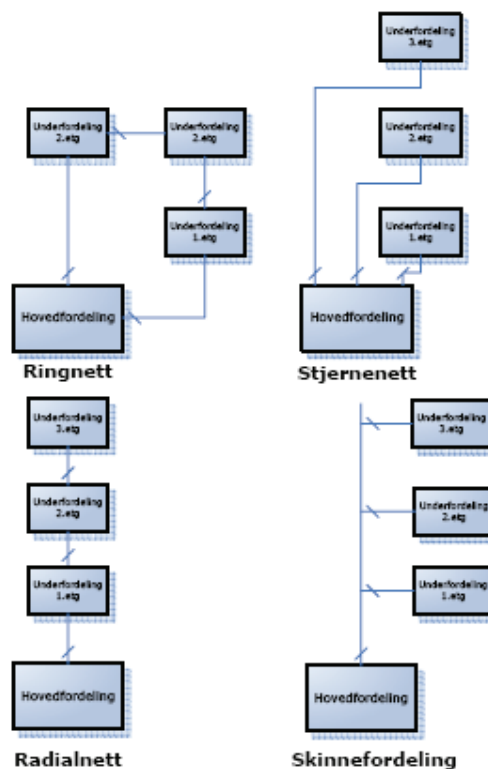 Underfordeling
2.etg
Underfordeling
2.etg
Underfordeling
1.etg
Hovedfordeling
Ringnett
Underfordeling
3.etg
Underfordeling
2.etg
Underfordeling
1.etg
Hovedfordeling
Stjernenett
Underfordeling
3.etg
Underfordeling
2.etg
Underfordeling
1.etg
Hovedfordeling
Radialnett
Underfordeling
3.etg
Underfordeling
2.etg
Underfordeling
1.etg
Hovedfordeling
Skinnefordeling